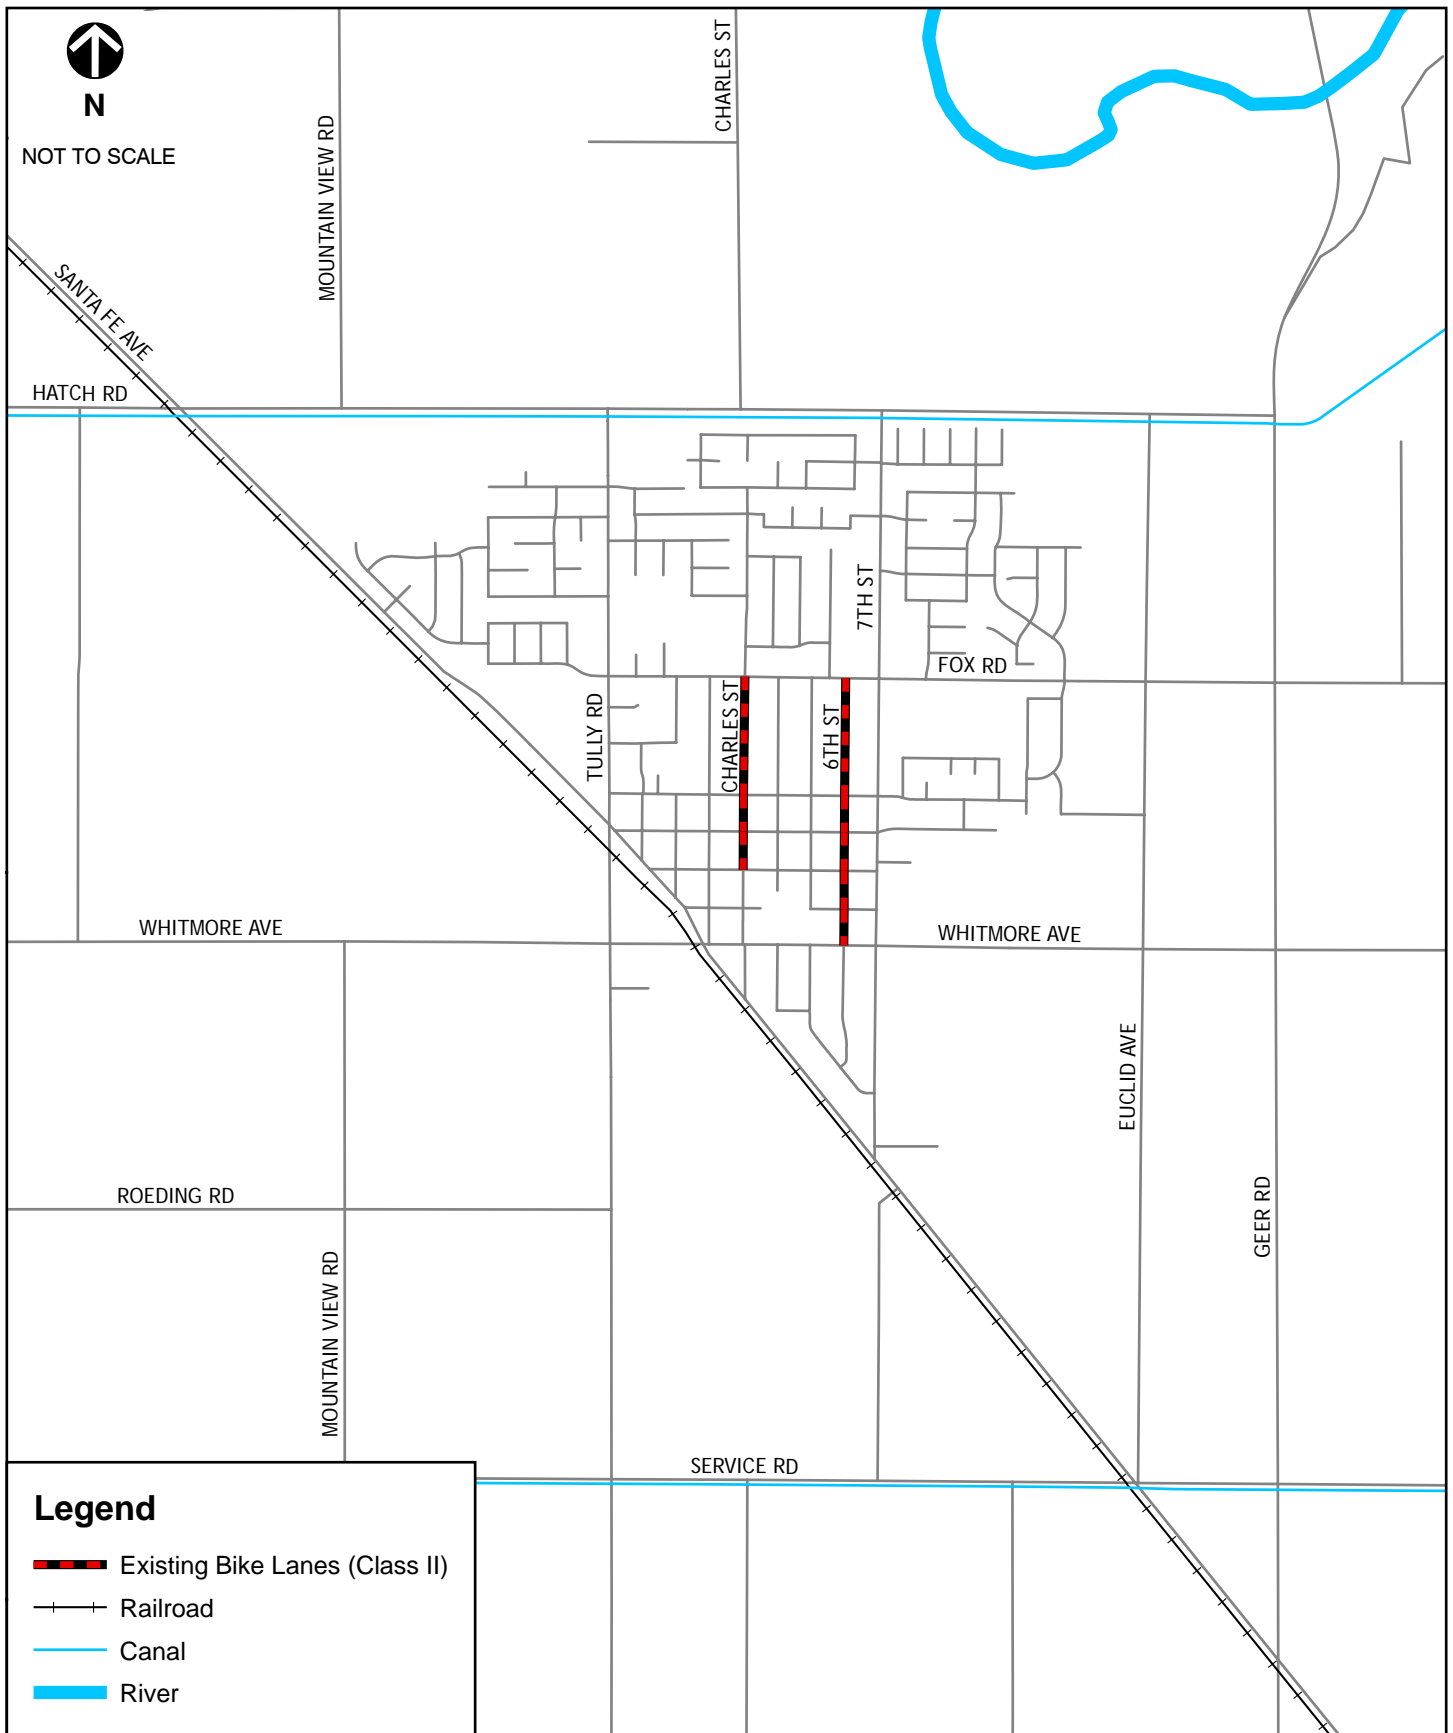 CHARLES ST
N
MOUNTAIN VIEW RD
NOT TO SCALE
SANTA FE AVE
HATCH RD
7TH ST
FOX RD
TULLY RD
CHARLES ST
6TH ST
WHITMORE AVE
WHITMORE AVE
EUCLID AVE
ROEDING RD
GEER RD
MOUNTAIN VIEW RD
SERVICE RD
Legend
Existing Bike Lanes (Class II)
Railroad
Canal
River